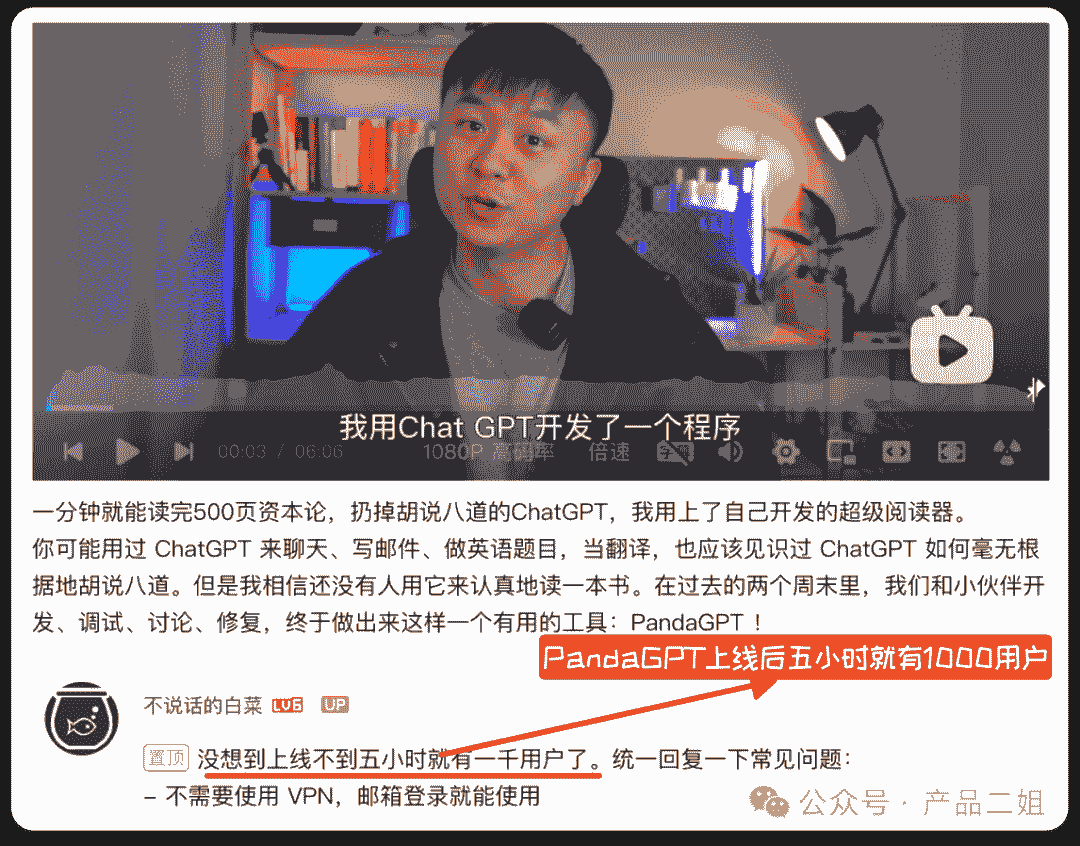 我用Chat GPT开发了一个程序
00:03 / 06:06
1080P 高码率
倍速
一分钟就能读完500页资本论，扔掉胡说八道的ChatGPT，我用上了自己开发的超级阅读器。
你可能用过 ChatGPT 来聊天、写邮件、做英语题目，当翻译，也应该见识过 ChatGPT 如何毫无根
据地胡说八道。但是我相信还没有人用它来认真地读一本书。在过去的两个周末里，我们和小伙伴开
发、调试、讨论、修复，终于做出来这样一个有用的工具：PandaGPT ！
PandaGPT上线后五小时就有1000用户
不说话的白菜 LV6 UP
置顶 没想到上线不到五小时就有一千用户了。统一回复一下常见问题：
- 不需要使用 VPN，邮箱登录就能使用
公众号 · 产品二姐